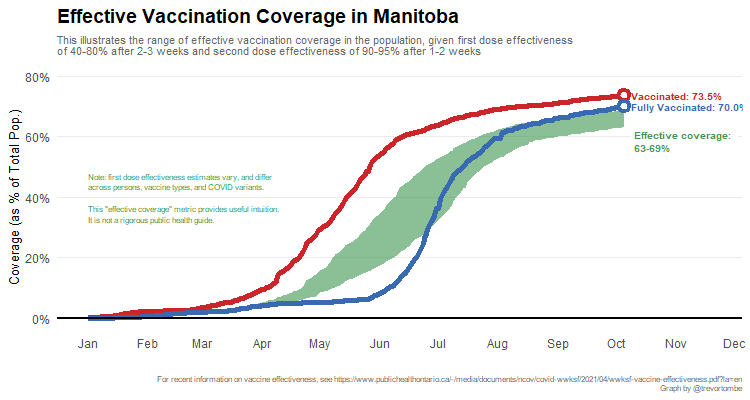 Effective Vaccination Coverage in Manitoba
This illustrates the range of effective vaccination coverage in the population, given first dose effectiveness
of 40-80% after 2-3 weeks and second dose effectiveness of 90-95% after 1-2 weeks
Coverage (as % of Total Pop.)
80%
60%
40%
20%
0%
Vaccinated: 73.5%
Fully Vaccinated: 70.0%
Effective coverage:
63-69%
Note: first dose effectiveness estimates vary, and differ
across persons, vaccine types, and COVID variants.
This "effective coverage" metric provides useful intuition.
It is not a rigorous public health guide.
Jan Feb Mar Apr May Jun Jul Aug Sep Oct Nov Dec
For recent information on vaccine effectiveness, see https://www.publichealthontario.ca/-/media/documents/ncov/covid-wwksf/2021/04/wwksf-vaccine-effectiveness.pdf?la=en
Graph by @trevortombe